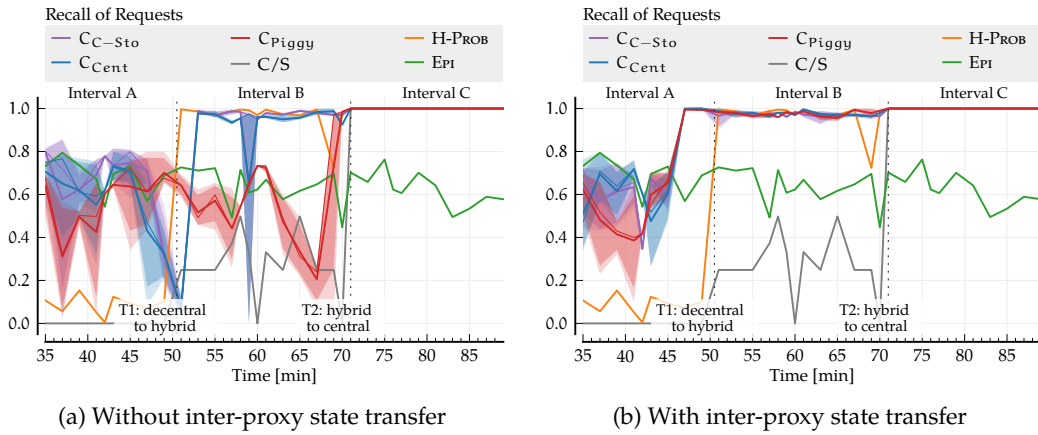 Recall of Requests
C_C−Sto
C_Piggy
H-PROB
C_Cent
C/S
EPI
Interval A
Interval B
Interval C
1.0
0.8
0.6
0.4
0.2
0.0
T1: decentral
to hybrid
T2: hybrid
to central
35 40 45 50 55 60 65 70 75 80 85
Time [min]
(a) Without inter-proxy state transfer
Recall of Requests
C_C−Sto
C_Piggy
H-PROB
C_Cent
C/S
EPI
Interval A
Interval B
Interval C
1.0
0.8
0.6
0.4
0.2
0.0
T1: decentral
to hybrid
T2: hybrid
to central
35 40 45 50 55 60 65 70 75 80 85
Time [min]
(b) With inter-proxy state transfer